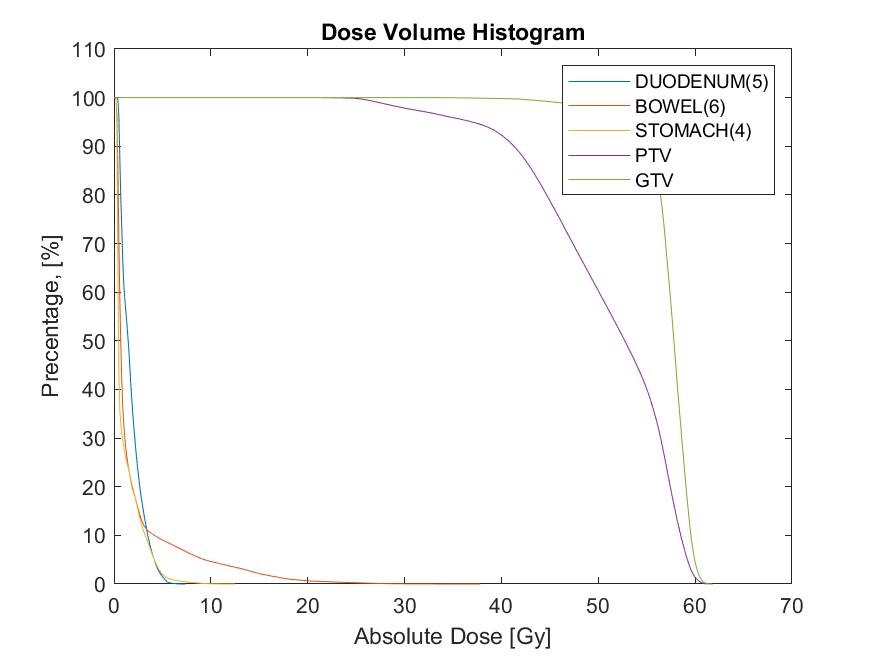 Dose Volume Histogram
110
100
90
80
70
60
50
40
30
20
10
0
Precentage, [%]
DUODENUM(5)
BOWEL(6)
STOMACH(4)
PTV
GTV
0 10 20 30 40 50 60 70
Absolute Dose [Gy]